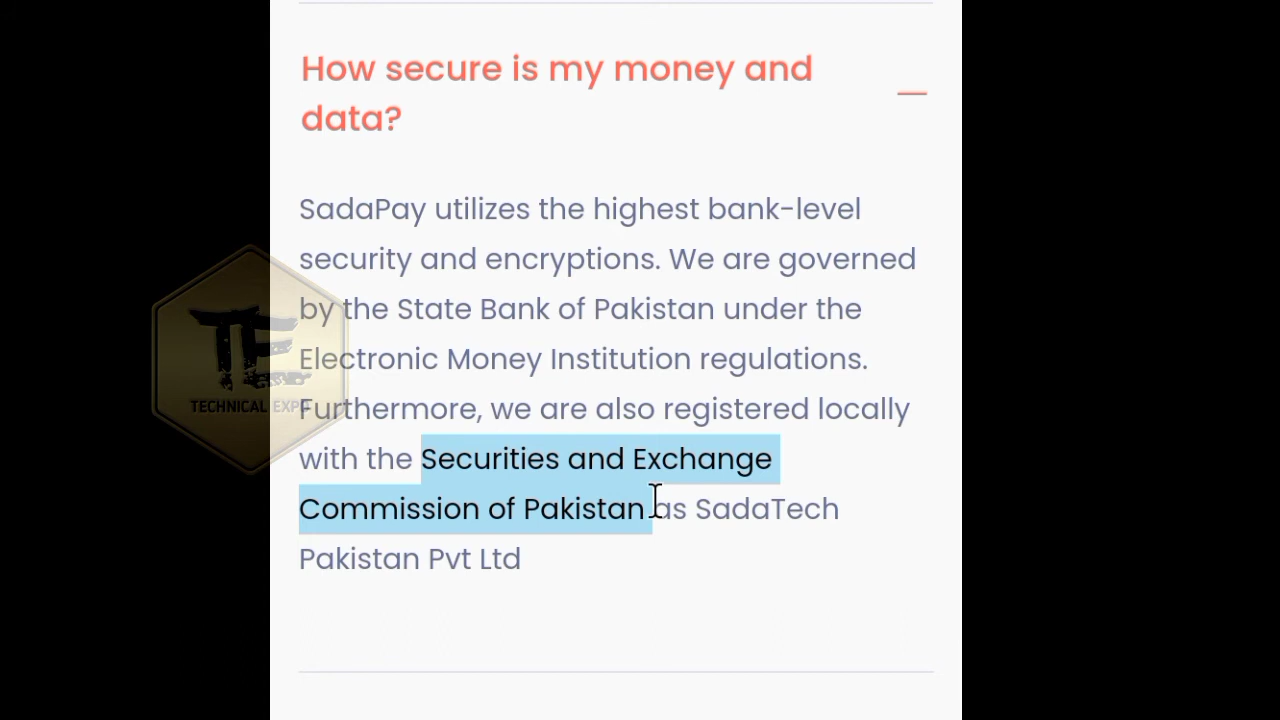 How secure is my money and
data?
SadaPay utilizes the highest bank-level
security and encryptions. We are governed
by the State Bank of Pakistan under the
Electronic Money Institution regulations.
Furthermore, we are also registered locally
with the Securities and Exchange
Commission of Pakistan as SadaTech
Pakistan Pvt Ltd
TE
TECHNICAL EXPO